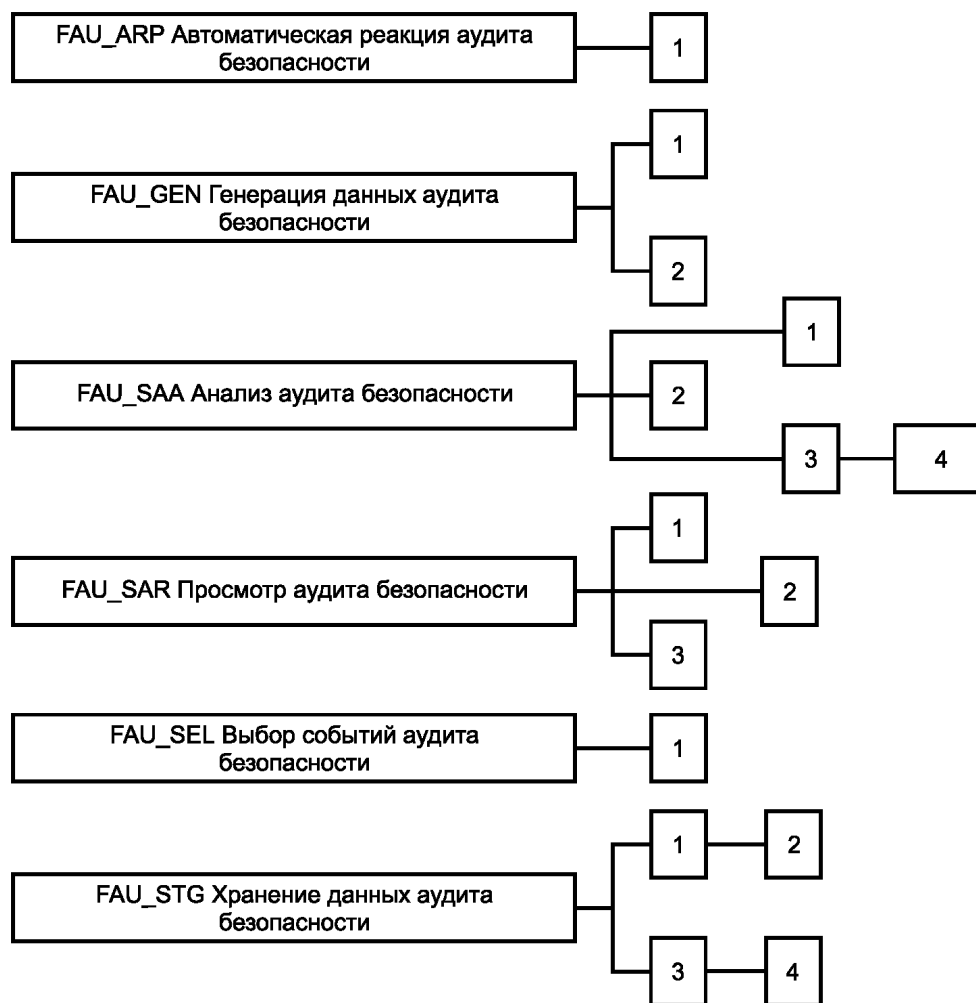 FAU_ARP Автоматическая реакция аудита
безопасности
1
1
FAU_GEN Генерация данных аудита
безопасности
2
1
FAU_SAA Анализ аудита безопасности
2
3
4
1
FAU_SAR Просмотр аудита безопасности
2
3
FAU_SEL Выбор событий аудита
безопасности
1
1
2
FAU_STG Хранение данных аудита
безопасности
3
4